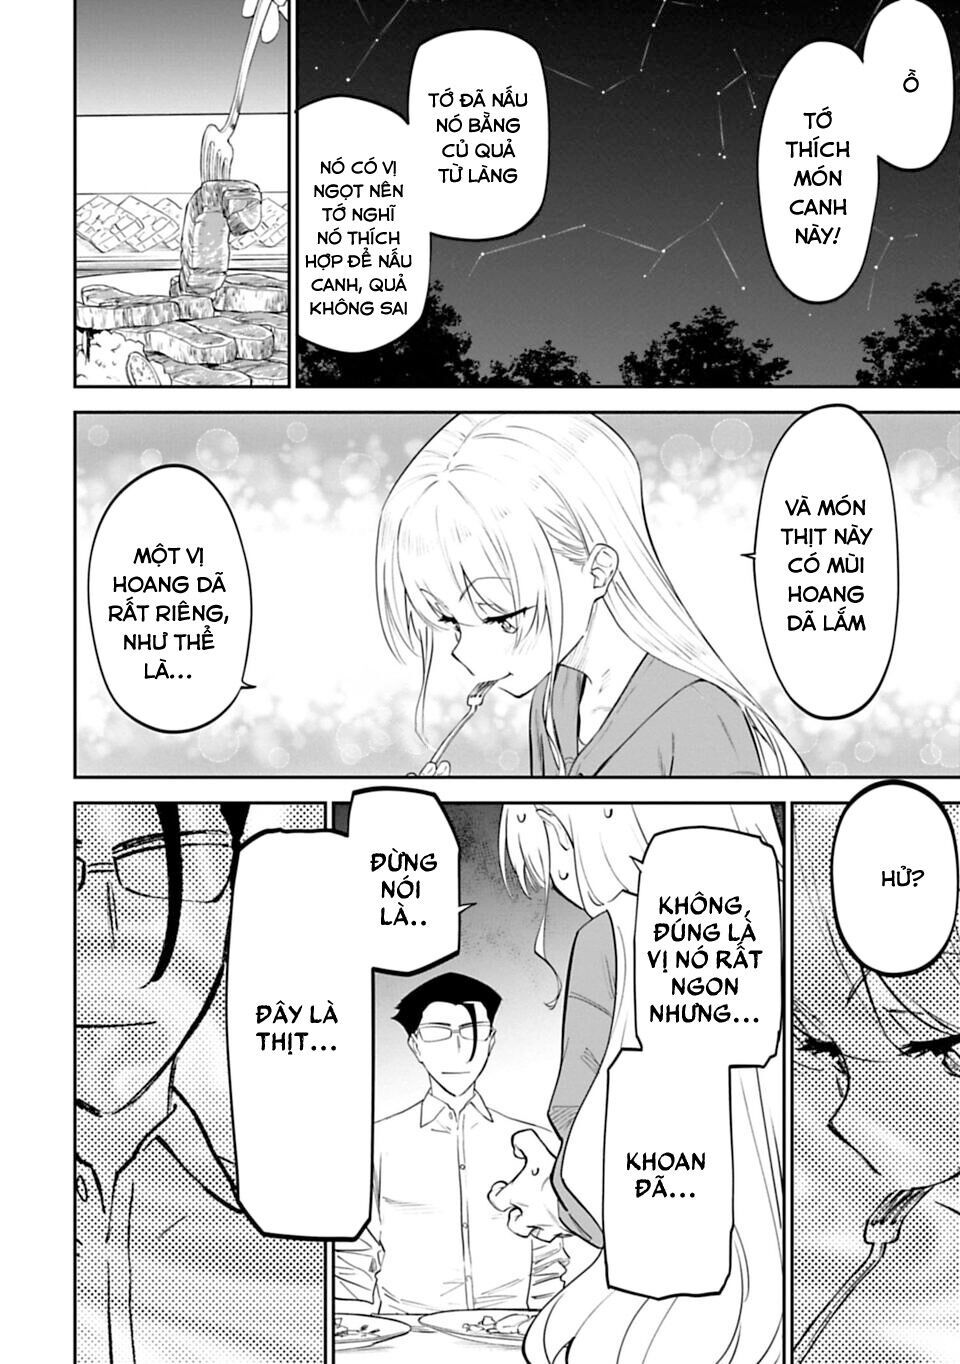 Ồ
TỚ
THÍCH
MÓN
CANH
NÀY!
TỚ ĐÃ NẤU
NÓ BẰNG
CỦ QUẢ
TỪ LÀNG
NÓ CÓ VỊ
NGỌT NÊN
TỚ NGHĨ
NÓ THÍCH
HỢP ĐỂ NẤU
CANH, QUẢ
KHÔNG SAI
VÀ MÓN
THỊT NÀY
CÓ MÙI
HOANG
DÃ LẮM
MỘT VỊ
HOANG DÃ
RẤT RIÊNG,
NHƯ THỂ
LÀ...
HỬ?
KHÔNG,
ĐÚNG LÀ
VỊ NÓ RẤT
NGON
NHƯNG...
KHOAN
ĐÃ...
ĐỪNG
NÓI
LÀ..
ĐÂY LÀ
THỊT...